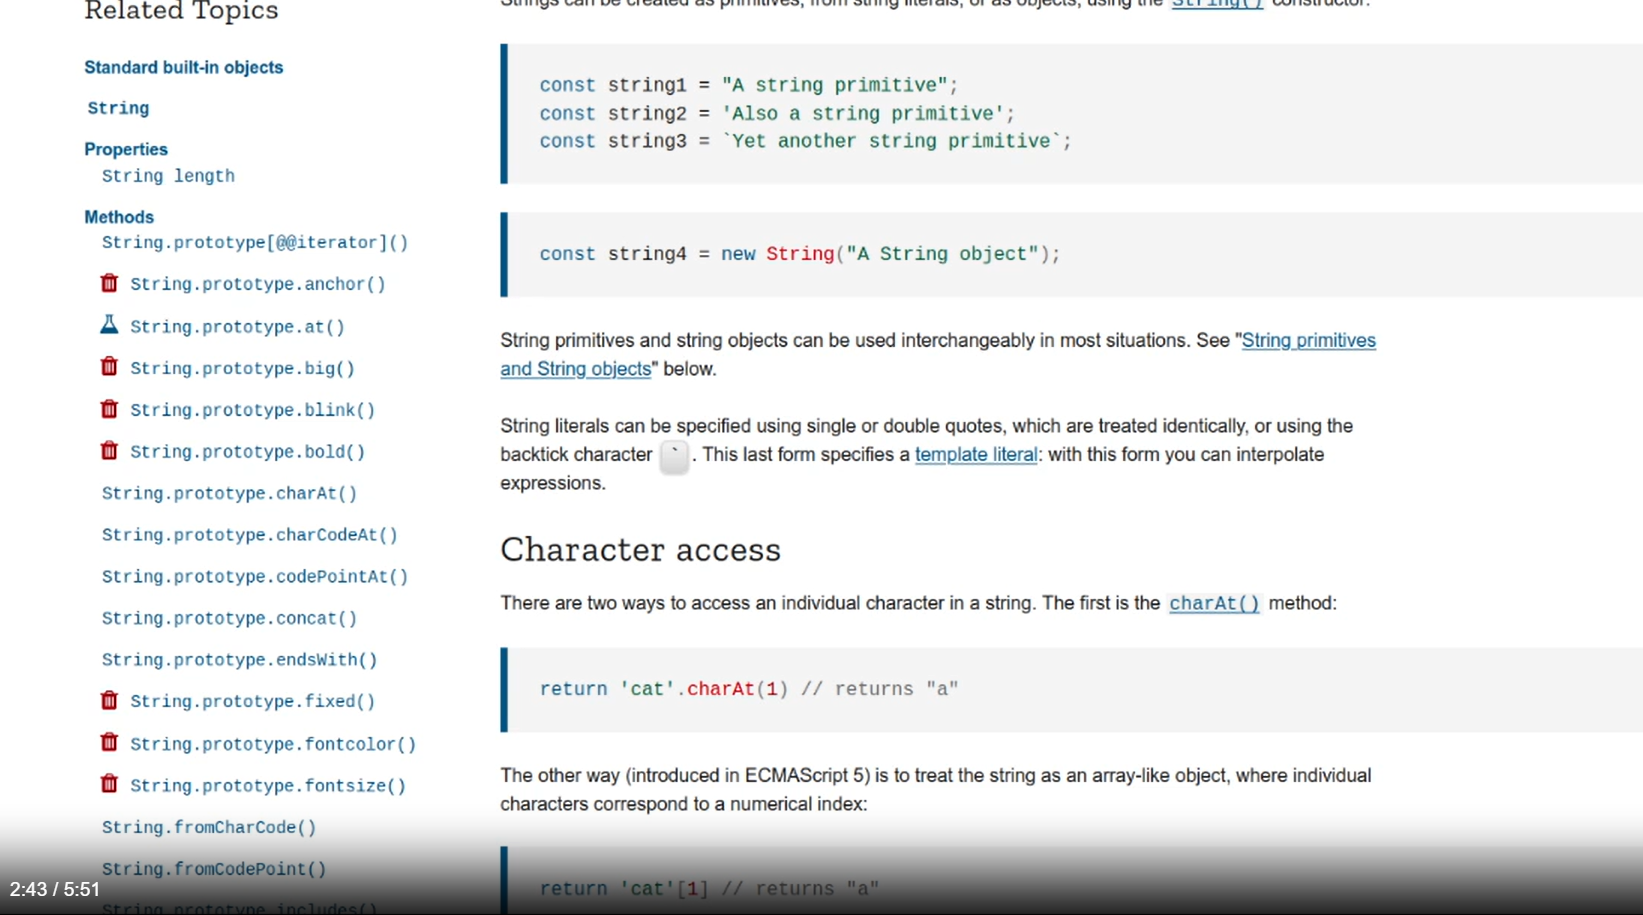 Related Topics
Standard built-in objects
String
Properties
String length
Methods
String.prototype[@@iterator]()
String.prototype.anchor()
String.prototype.at()
String.prototype.big()
String.prototype.blink()
String.prototype.bold()
String.prototype.charAt()
String.prototype.charCodeAt()
String.prototype.codePointAt()
String.prototype.concat()
String.prototype.endsWith()
String.prototype.fixed()
String.prototype.fontcolor()
String.prototype.fontsize()
String.fromCharCode()
String.fromCodePoint()
String.prototype.includes()
Strings can be created as primitives, from string literals, or as objects, using the String() constructor:
const string1 = "A string primitive";
const string2 = 'Also a string primitive';
const string3 = `Yet another string primitive`;
const string4 = new String("A String object");
String primitives and string objects can be used interchangeably in most situations. See "String primitives
and String objects" below.
String literals can be specified using single or double quotes, which are treated identically, or using the
backtick character ` . This last form specifies a template literal: with this form you can interpolate
expressions.
Character access
There are two ways to access an individual character in a string. The first is the charAt() method:
return 'cat'.charAt(1) // returns "a"
The other way (introduced in ECMAScript 5) is to treat the string as an array-like object, where individual
characters correspond to a numerical index:
return 'cat'[1] // returns "a"
2:43 / 5:51